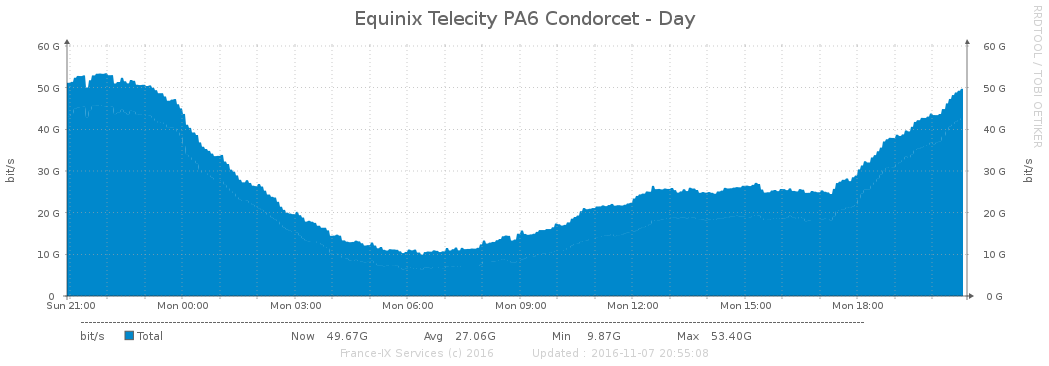 Equinix Telecity PA6 Condorcet - Day
RRDTOOL / TOBI OETIKER
60 G 60 G
50 G 50 G
40 G 40 G
30 G 30 G
20 G 20 G
10 G 10 G
0 0 G
bit/s
bit/s
Sun 21:00 Mon 00:00 Mon 03:00 Mon 06:00 Mon 09:00 Mon 12:00 Mon 15:00 Mon 18:00
bit/s Total Now 49.67G Avg 27.06G Min 9.87G Max 53.40G
France-IX Services (c) 2016 Updated : 2016-11-07 20:55:08